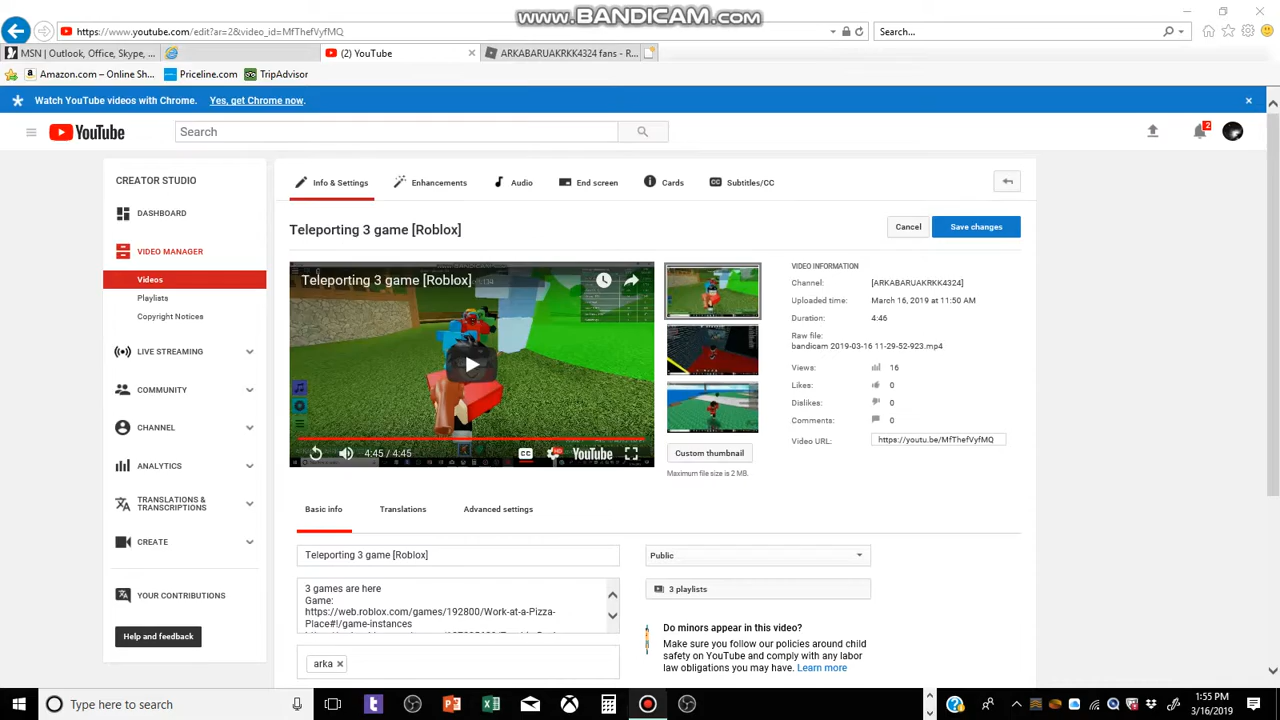 www.BANDICAM.com
https://www.youtube.com/edit?ar=2&video_id=MfThefVyfMQ
Search...
MSN | Outlook, Office, Skype, ...
(2) YouTube
ARKABARUAKRKK4324 fans - R...
Amazon.com – Online Sh...
Priceline.com
TripAdvisor
Watch YouTube videos with Chrome. Yes, get Chrome now.
YouTube
Search
2
CREATOR STUDIO
DASHBOARD
VIDEO MANAGER
Videos
Playlists
Copyright Notices
LIVE STREAMING
COMMUNITY
CHANNEL
ANALYTICS
TRANSLATIONS &
TRANSCRIPTIONS
CREATE
YOUR CONTRIBUTIONS
Help and feedback
Info & Settings
Enhancements
Audio
End screen
Cards
CC Subtitles/CC
Teleporting 3 game [Roblox]
Cancel
Save changes
Teleporting 3 game [Roblox]
4:45 / 4:45
CC
YouTube
Custom thumbnail
Maximum file size is 2 MB.
VIDEO INFORMATION
Channel: [ARKABARUAKRKK4324]
Uploaded time: March 16, 2019 at 11:50 AM
Duration: 4:46
Raw file:
bandicam 2019-03-16 11-29-52-923.mp4
Views: 16
Likes: 0
Dislikes: 0
Comments: 0
Video URL: https://youtu.be/MfThefVyfMQ
Basic info
Translations
Advanced settings
Teleporting 3 game [Roblox]
3 games are here
Game:
https://web.roblox.com/games/192800/Work-at-a-Pizza-
Place#!/game-instances
arka
Public
3 playlists
Do minors appear in this video?
Make sure you follow our policies around child
safety on YouTube and comply with any labor
law obligations you may have. Learn more
Type here to search
1:55 PM
3/16/2019